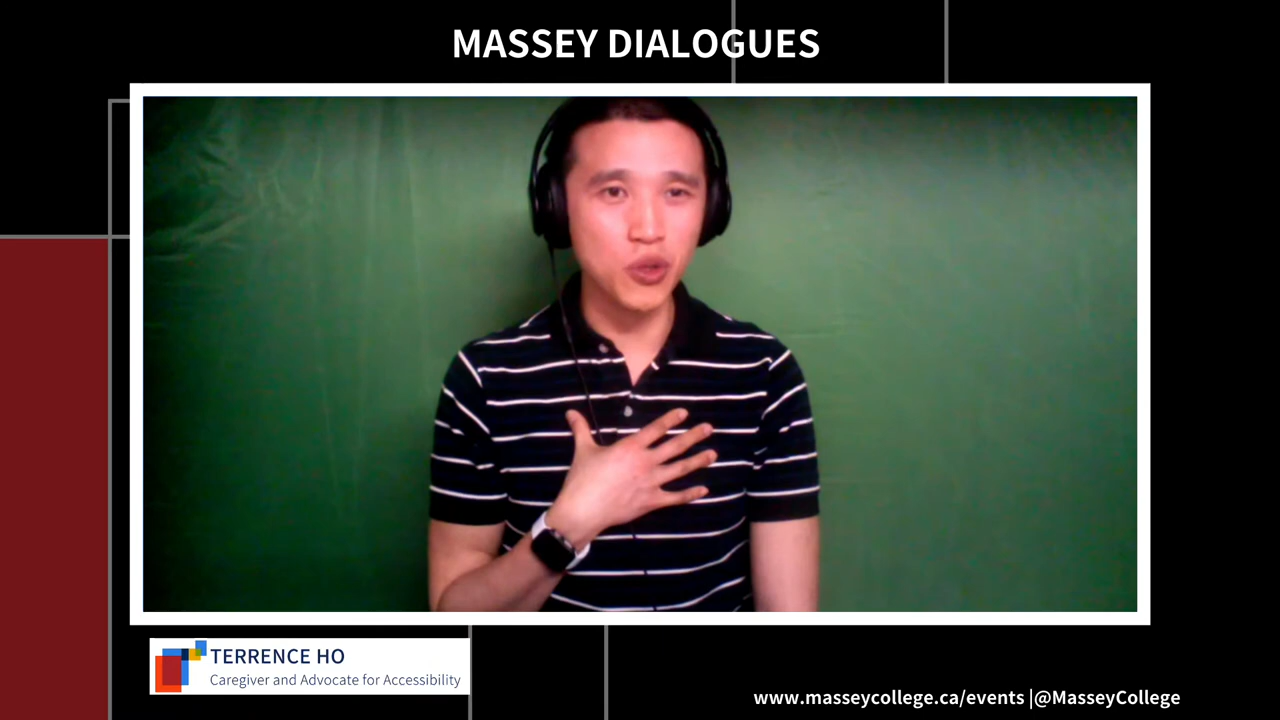 MASSEY DIALOGUES
TERRENCE HO
Caregiver and Advocate for Accessibility
www.masseycollege.ca/events |@MasseyCollege